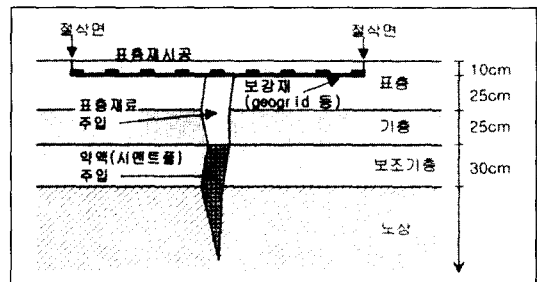 절삭면
절삭면
표층재시공
10cm
보강재
(geogrid 등)
표층
25cm
표층재료
주입
기층
25cm
약액(시멘트풀)
주입
보조기층
30cm
노상